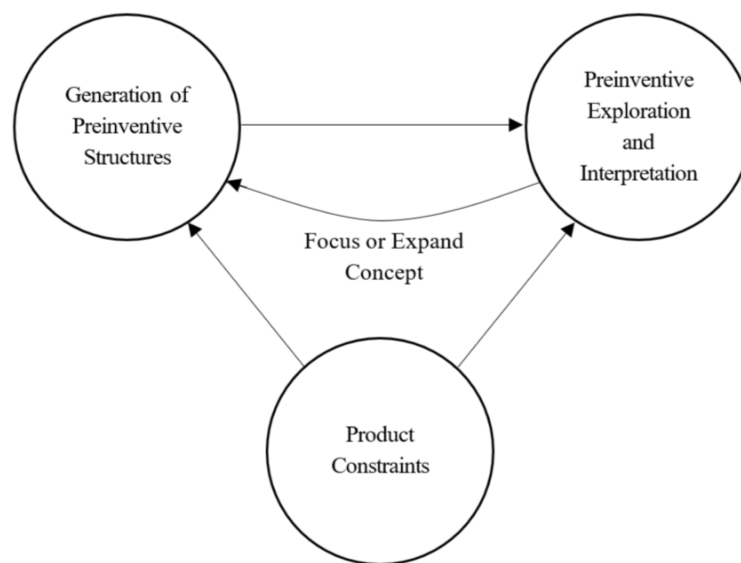 Generation of
Preinventive
Structures
Preinventive
Exploration
and
Interpretation
Focus or Expand
Concept
Product
Constraints